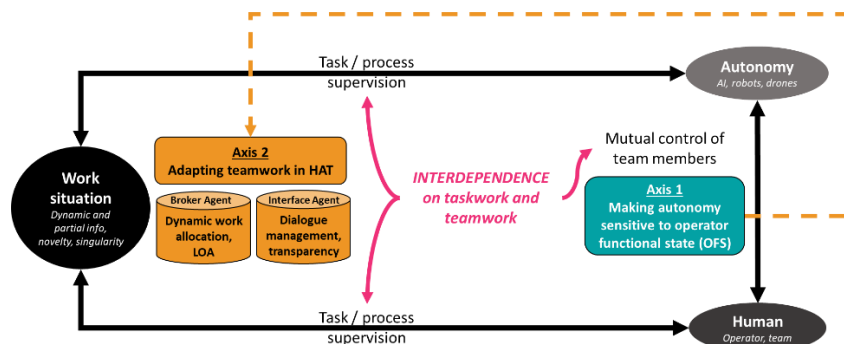 Task / process
supervision
Autonomy
AI, robots, drones
Axis 2
Adapting teamwork in HAT
Mutual control of
team members
Work
situation
Dynamic and
partial info,
novelty, singularity
Broker Agent
Dynamic work
allocation,
LOA
Interface Agent
Dialogue
management,
transparency
INTERDEPENDENCE
on taskwork and
teamwork
Axis 1
Making autonomy
sensitive to operator
functional state (OFS)
Task / process
supervision
Human
Operator, team